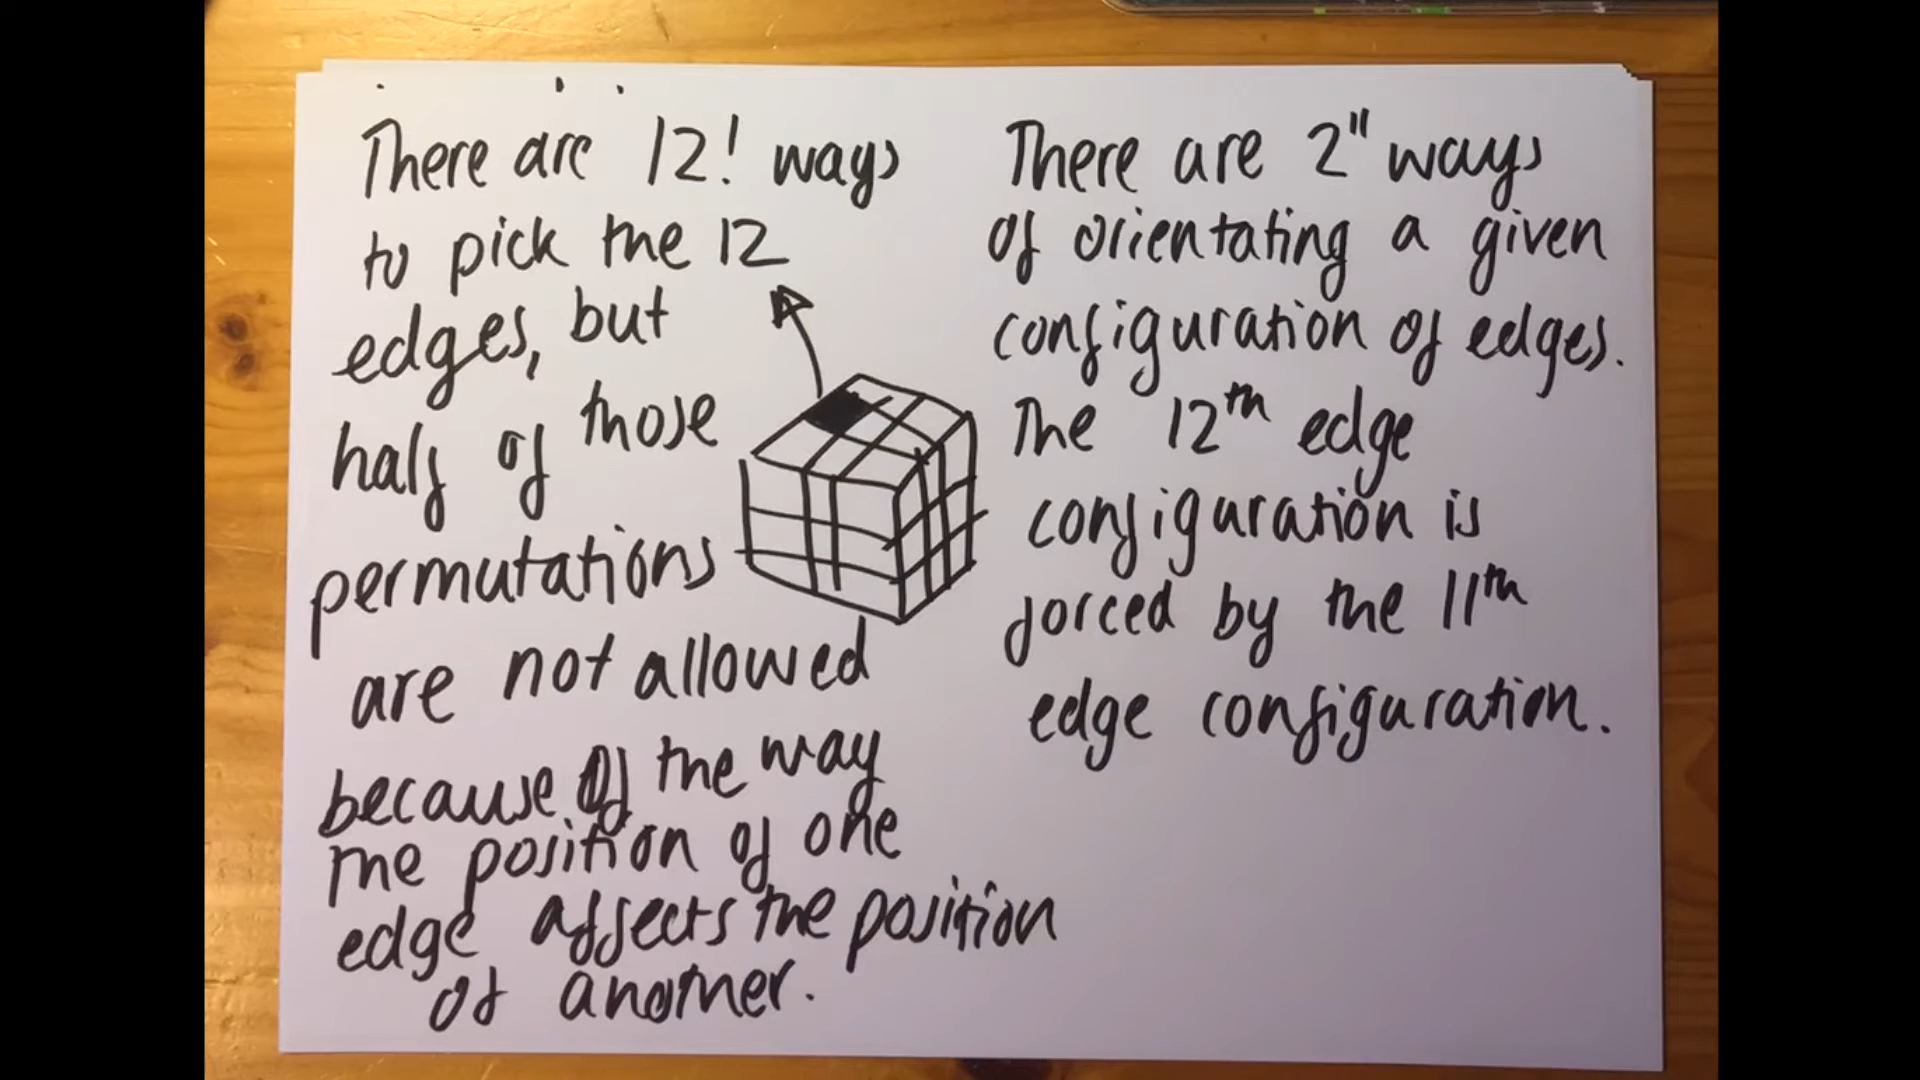 There are 12! ways
to pick the 12
edges, but
half of those
permutations
are not allowed
because of the way
the position of one
edge affects the position
of another.
There are 2¹¹ ways
of orientating a given
configuration of edges.
The 12th edge
configuration is
forced by the 11th
edge configuration.